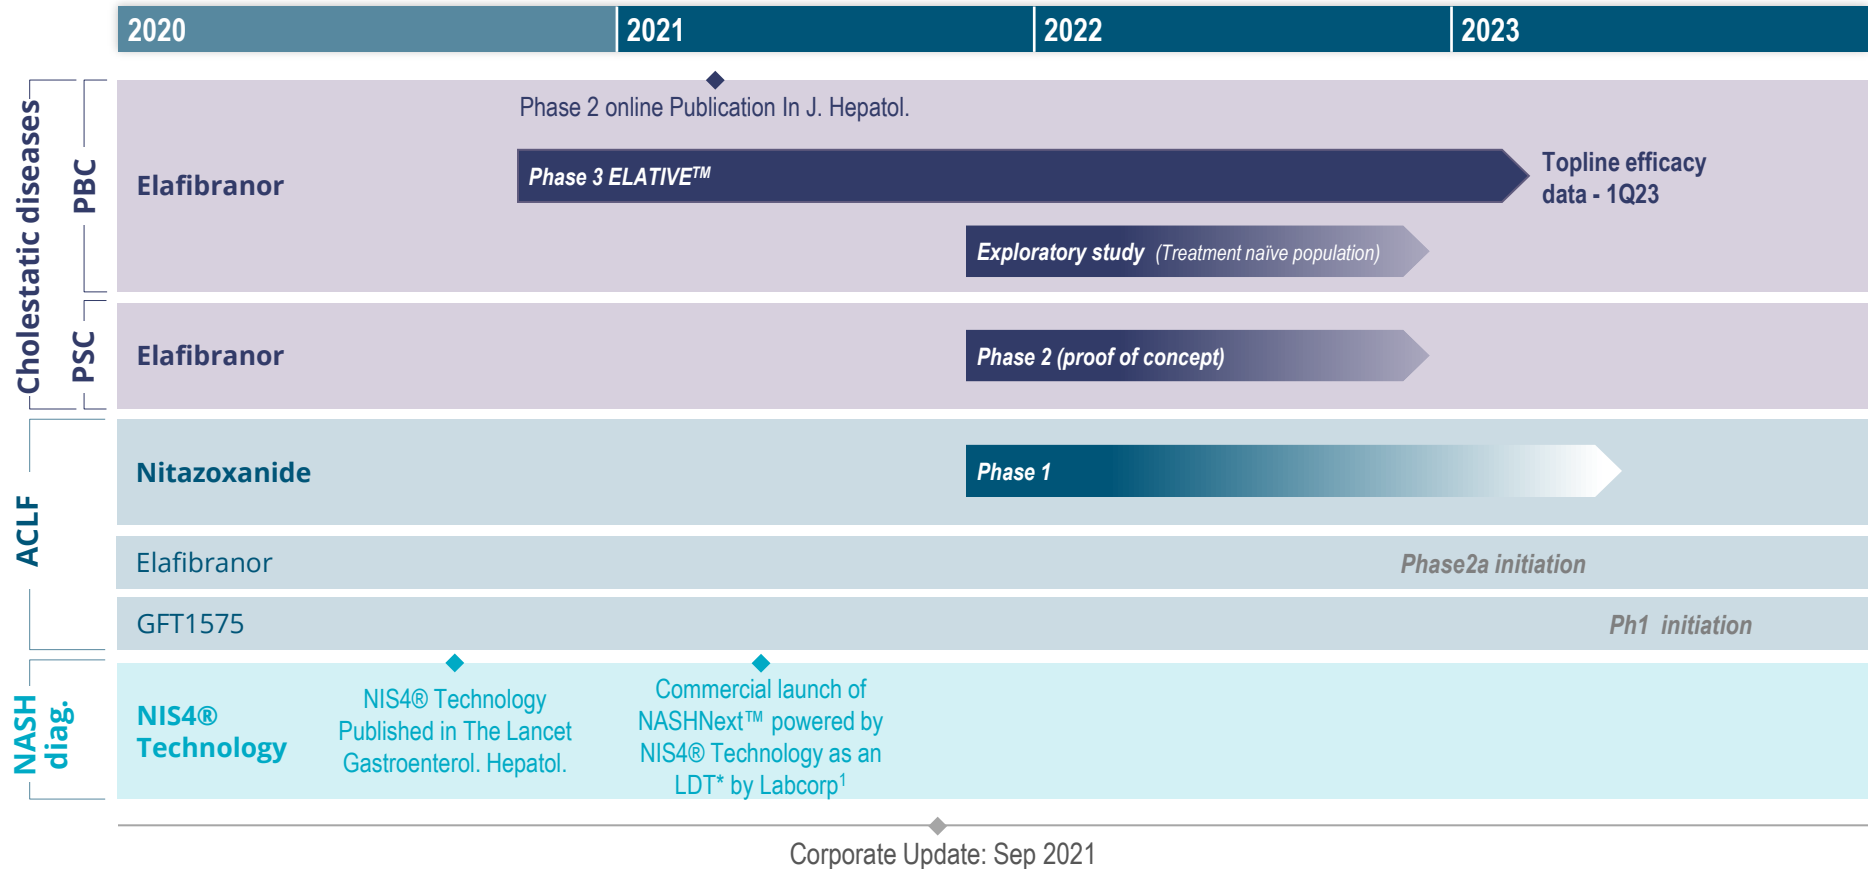 2020 2021 2022 2023
Cholestatic diseases
PBC
Phase 2 online Publication In J. Hepatol.
Elafibranor
Phase 3 ELATIVE™
Topline efficacy
data - 1Q23
Exploratory study (Treatment naïve population)
PSC
Elafibranor
Phase 2 (proof of concept)
ACLF
Nitazoxanide
Phase 1
Elafibranor
Phase2a initiation
GFT1575
Ph1 initiation
NASH
diag.
NIS4®
Technology
NIS4® Technology
Published in The Lancet
Gastroenterol. Hepatol.
Commercial launch of
NASHNext™ powered by
NIS4® Technology as an
LDT* by Labcorp¹
Corporate Update: Sep 2021